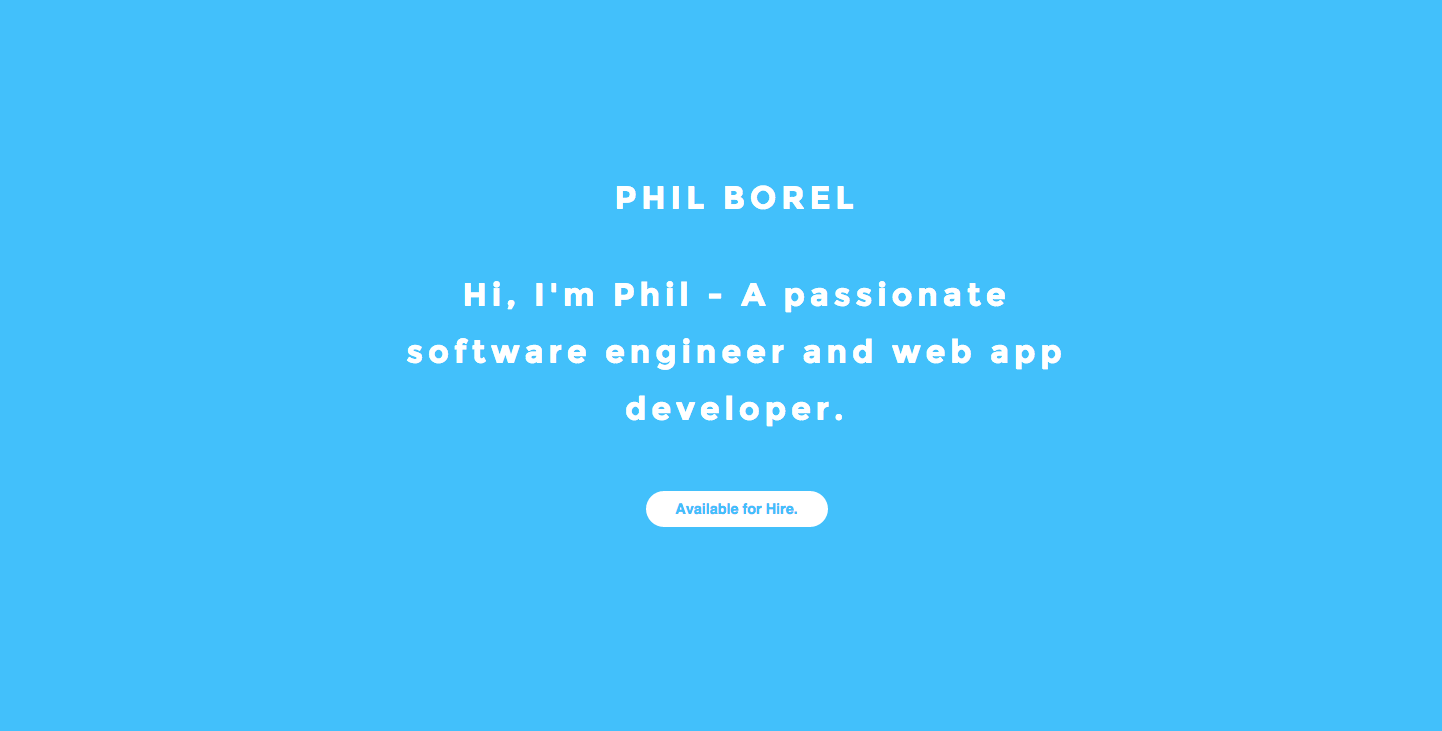 PHIL BOREL
Hi, I'm Phil - A passionate
software engineer and web app
developer.
Available for Hire.